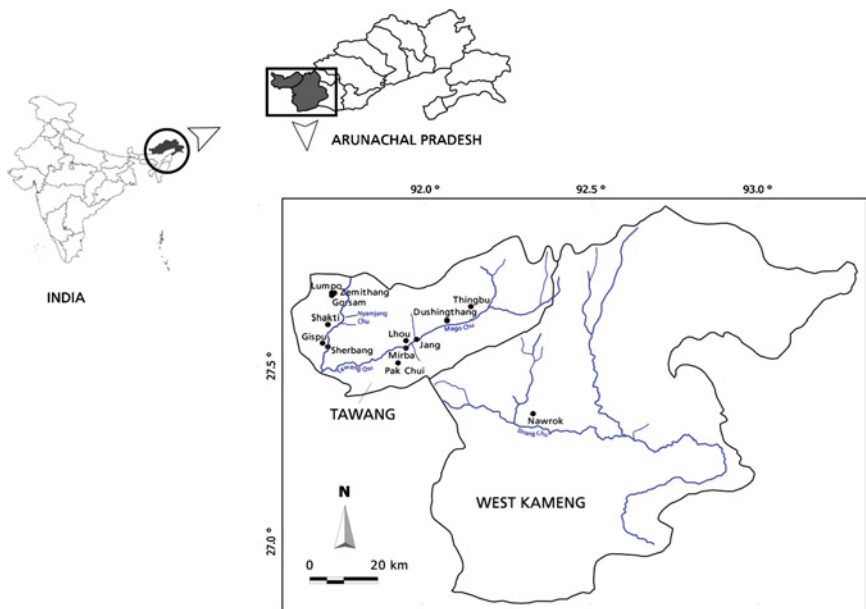 ARUNACHAL PRADESH
INDIA
92.0 °
92.5 °
93.0 °
27.5 °
27.0 °
Lumpo
Zemithang
Gorsam
Shakti
Nyamjang
Chu
Gispu
Sherbang
Thingbu
Dushingthang
Mago Chu
Lhou
Jang
Mirba
Pak Chui
TAWANG
Nawrok
WEST KAMENG
N
0
20 km